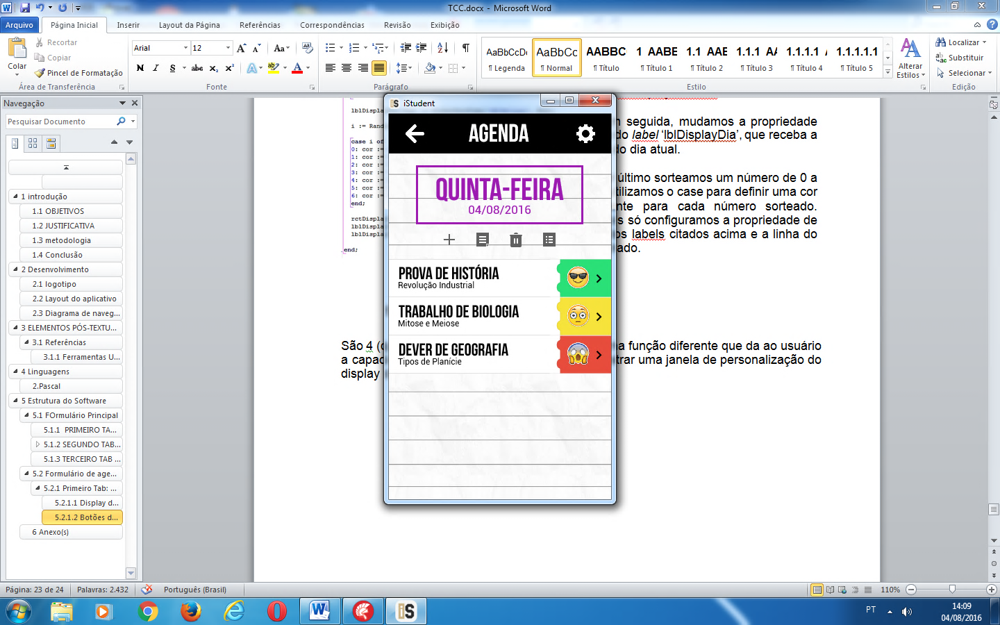 TCC.docx - Microsoft Word
Arquivo Página Inicial Inserir Layout da Página Referências Correspondências Revisão Exibição
Colar
Recortar
Copiar
Pincel de Formatação
Área de Transferência
Arial 12
N I S abc x₂ x²
Fonte
Parágrafo
AaBbCcDc AaBbCc AABBC 1 AABE 1.1 AAE 1.1.1 AA 1.1.1.1 A 1.1.1.1.1
¶ Legenda ¶ Normal ¶ Título ¶ Título 1 ¶ Título 2 ¶ Título 3 ¶ Título 4 ¶ Título 5
Estilo
Alterar Estilos
Localizar
Substituir
Selecionar
Edição
Navegação
Pesquisar Documento
1 introdução
1.1 OBJETIVOS
1.2 JUSTIFICATIVA
1.3 metodologia
1.4 Conclusão
2 Desenvolvimento
2.1 logotipo
2.2 Layout do aplicativo
2.3 Diagrama de naveg...
3 ELEMENTOS PÓS-TEXTU...
3.1 Referências
3.1.1 Ferramentas U...
4 Linguagens
2.Pascal
5 Estrutura do Software
5.1 FOrmulário Principal
5.1.1 PRIMEIRO TA...
5.1.2 SEGUNDO TAB...
5.1.3 TERCEIRO TAB ...
5.2 Formulário de age...
5.2.1 Primeiro Tab: ...
5.2.1.1 Display d...
5.2.1.2 Botões d...
6 Anexo(s)
lblDispl
i := Rand
case i of
0: cor :=
1: cor :=
2: cor :=
3: cor :=
4: cor :=
5: cor :=
6: cor :=
end;
rctDispla
lblDispla
lblDispla
end;
seguida, mudamos a propriedade
do label 'lblDisplayDia', que receba a
do dia atual.
último sorteamos um número de 0 a
tilizamos o case para definir uma cor
nte para cada número sorteado.
s só configuramos a propriedade de
os labels citados acima e a linha do
ado.
São 4 (
a função diferente que da ao usuário
a capac
trar uma janela de personalização do
display
iStudent
AGENDA
QUINTA-FEIRA
04/08/2016
PROVA DE HISTÓRIA
Revolução Industrial
TRABALHO DE BIOLOGIA
Mitose e Meiose
DEVER DE GEOGRAFIA
Tipos de Planície
Página: 23 de 24 Palavras: 2.432 Português (Brasil) 110%
iS
PT
14:09
04/08/2016